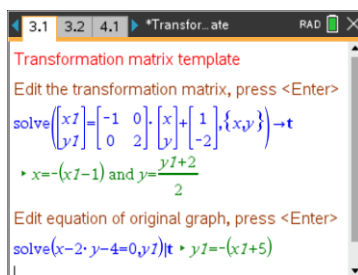 3.1 3.2 4.1 *Transfor…ate RAD
Transformation matrix template
Edit the transformation matrix, press <Enter>
solve([x1; y1]=[-1 0; 0 2]·[x; y]+[1; -2],{x,y})→t
▸ x=-(x1-1) and y=(y1+2)/2
Edit equation of original graph, press <Enter>
solve(x-2·y-4=0,y1)|t ▸ y1=-(x1+5)